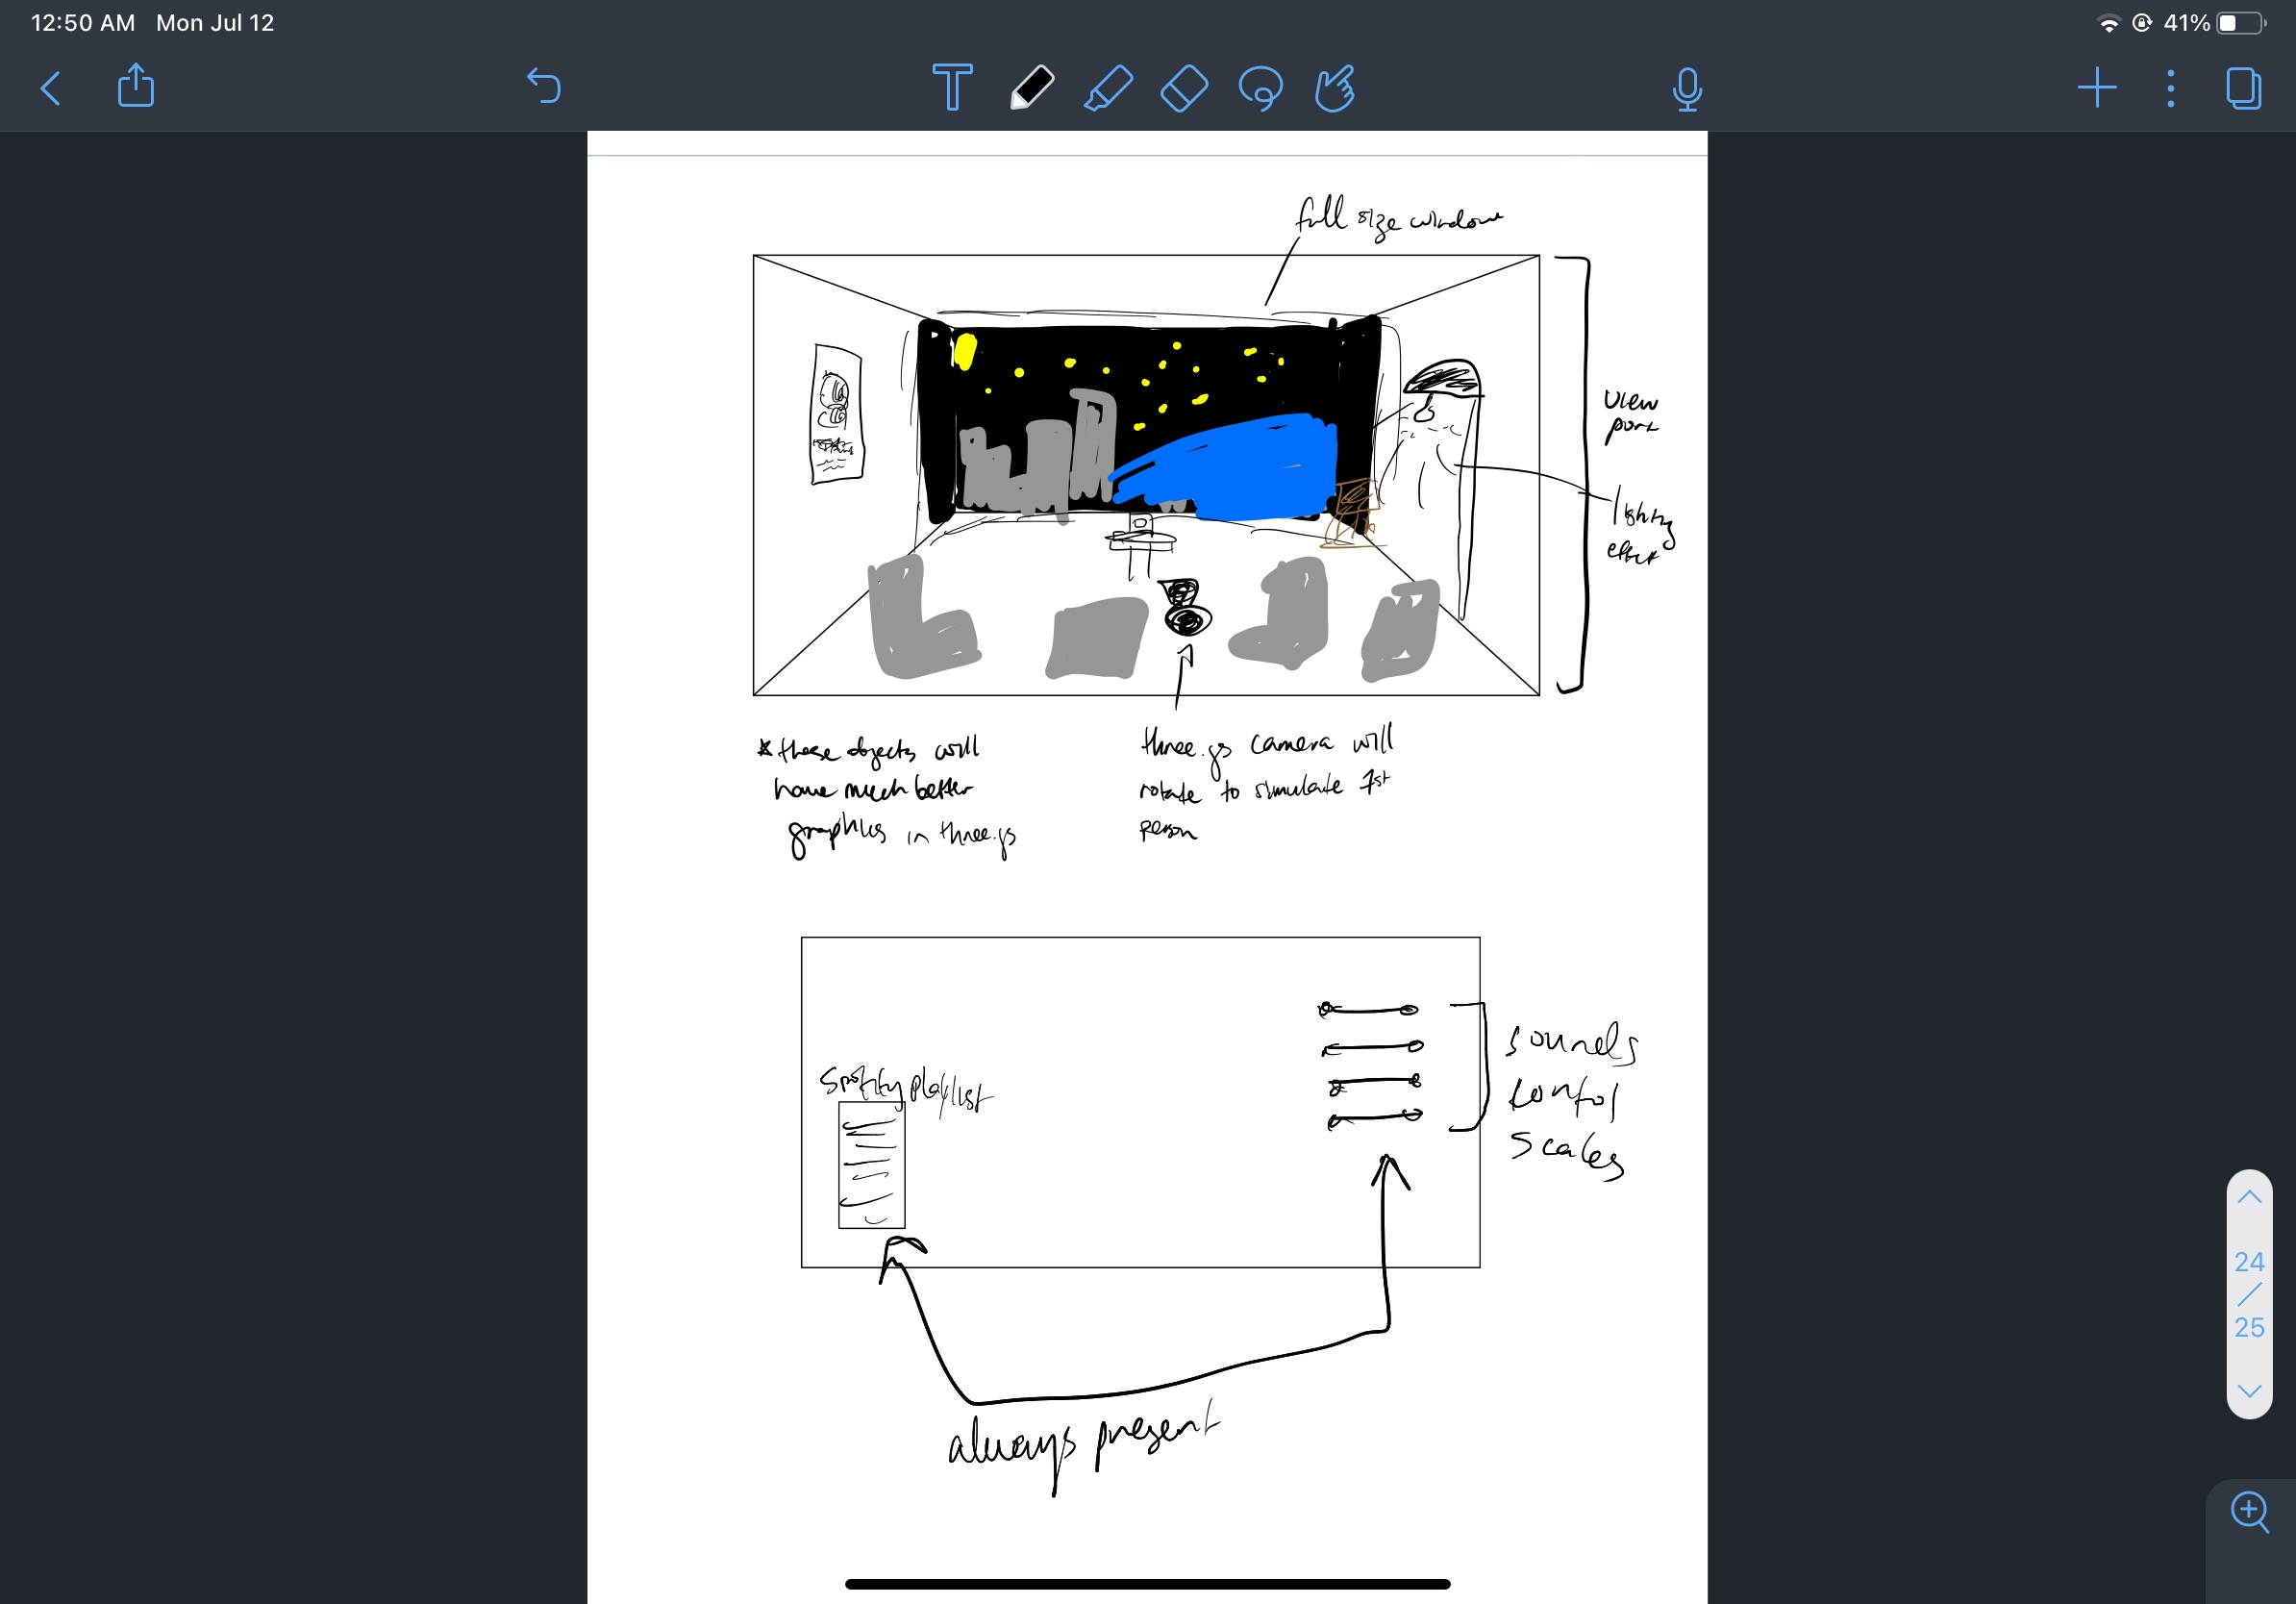 12:50 AM Mon Jul 12
41%
full size window
view
port
lighting
effect
* these objects will
have much better
graphics in three.js
three.js camera will
rotate to simulate 1st
person
Spotify playlist
sounds
control
scales
always present
24
/
25